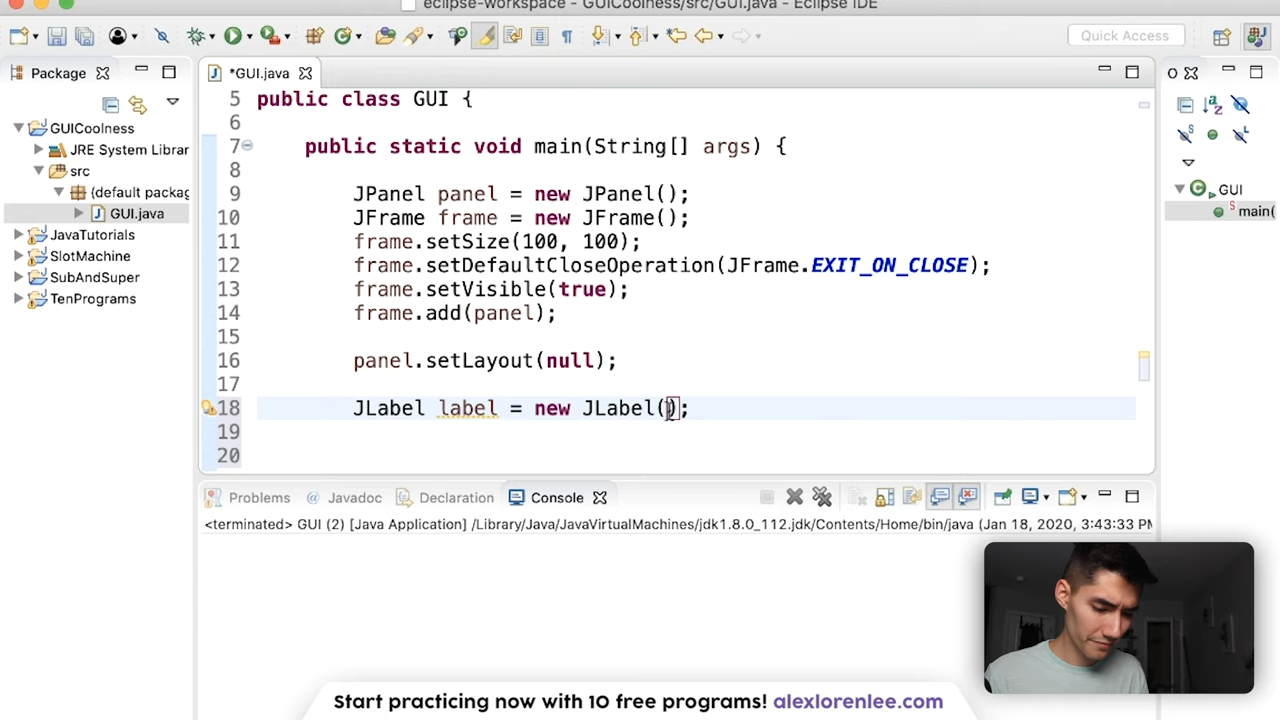 eclipse-workspace - GUICoolness/src/GUI.java - Eclipse IDE
Quick Access
Package
*GUI.java
GUICoolness
JRE System Librar
src
(default packag
GUI.java
JavaTutorials
SlotMachine
SubAndSuper
TenPrograms
5 public class GUI {
6
7 public static void main(String[] args) {
8
9 JPanel panel = new JPanel();
10 JFrame frame = new JFrame();
11 frame.setSize(100, 100);
12 frame.setDefaultCloseOperation(JFrame.EXIT_ON_CLOSE);
13 frame.setVisible(true);
14 frame.add(panel);
15
16 panel.setLayout(null);
17
18 JLabel label = new JLabel();
19
20
O
GUI
main(
Problems @ Javadoc Declaration Console
<terminated> GUI (2) [Java Application] /Library/Java/JavaVirtualMachines/jdk1.8.0_112.jdk/Contents/Home/bin/java (Jan 18, 2020, 3:43:33 PM
Start practicing now with 10 free programs! alexlorenlee.com